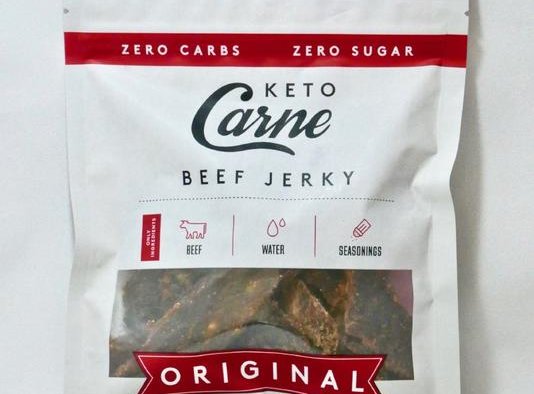 ZERO CARBS ZERO SUGAR
KETO
Carne
BEEF JERKY
ONLY
INGREDIENTS
BEEF WATER SEASONINGS
ORIGINAL